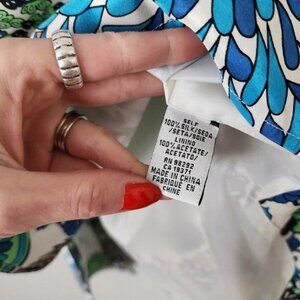 SELF
100% SILK/SEDA
/SETA/SOIE
LINING
100% ACETATE/
ACETATO/
RN 98292
CA 19371
MADE IN CHINA
FABRIQUE EN
CHINE